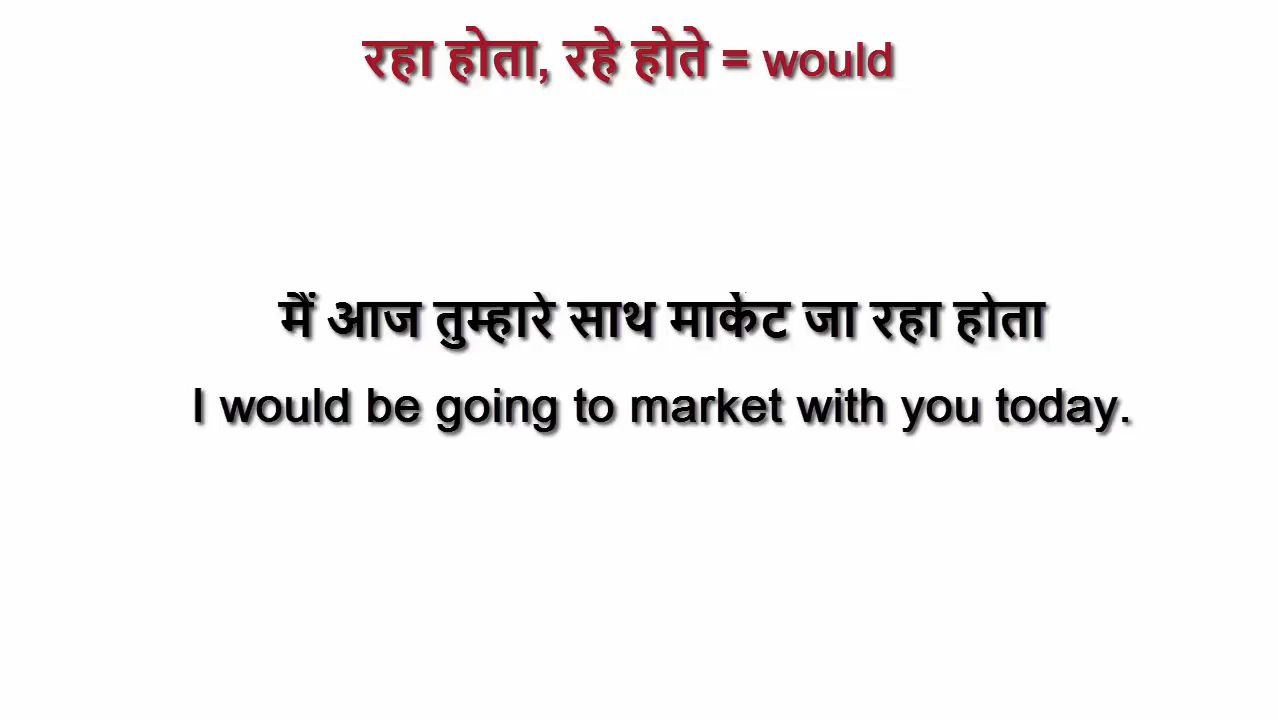 रहा होता, रहे होते = would
मैं आज तुम्हारे साथ मार्केट जा रहा होता
I would be going to market with you today.